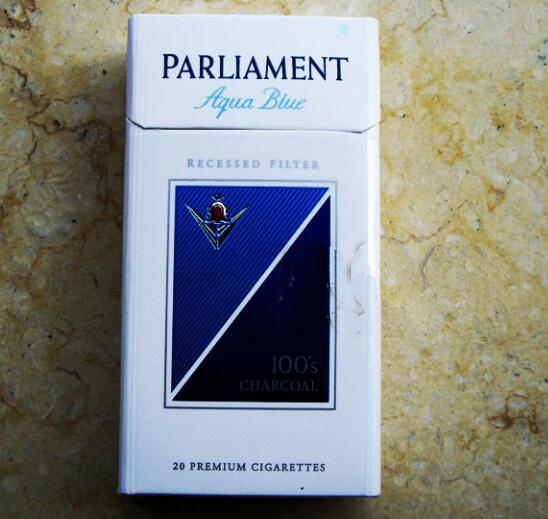 PARLIAMENT
Aqua Blue
RECESSED FILTER
100's
CHARCOAL
20 PREMIUM CIGARETTES